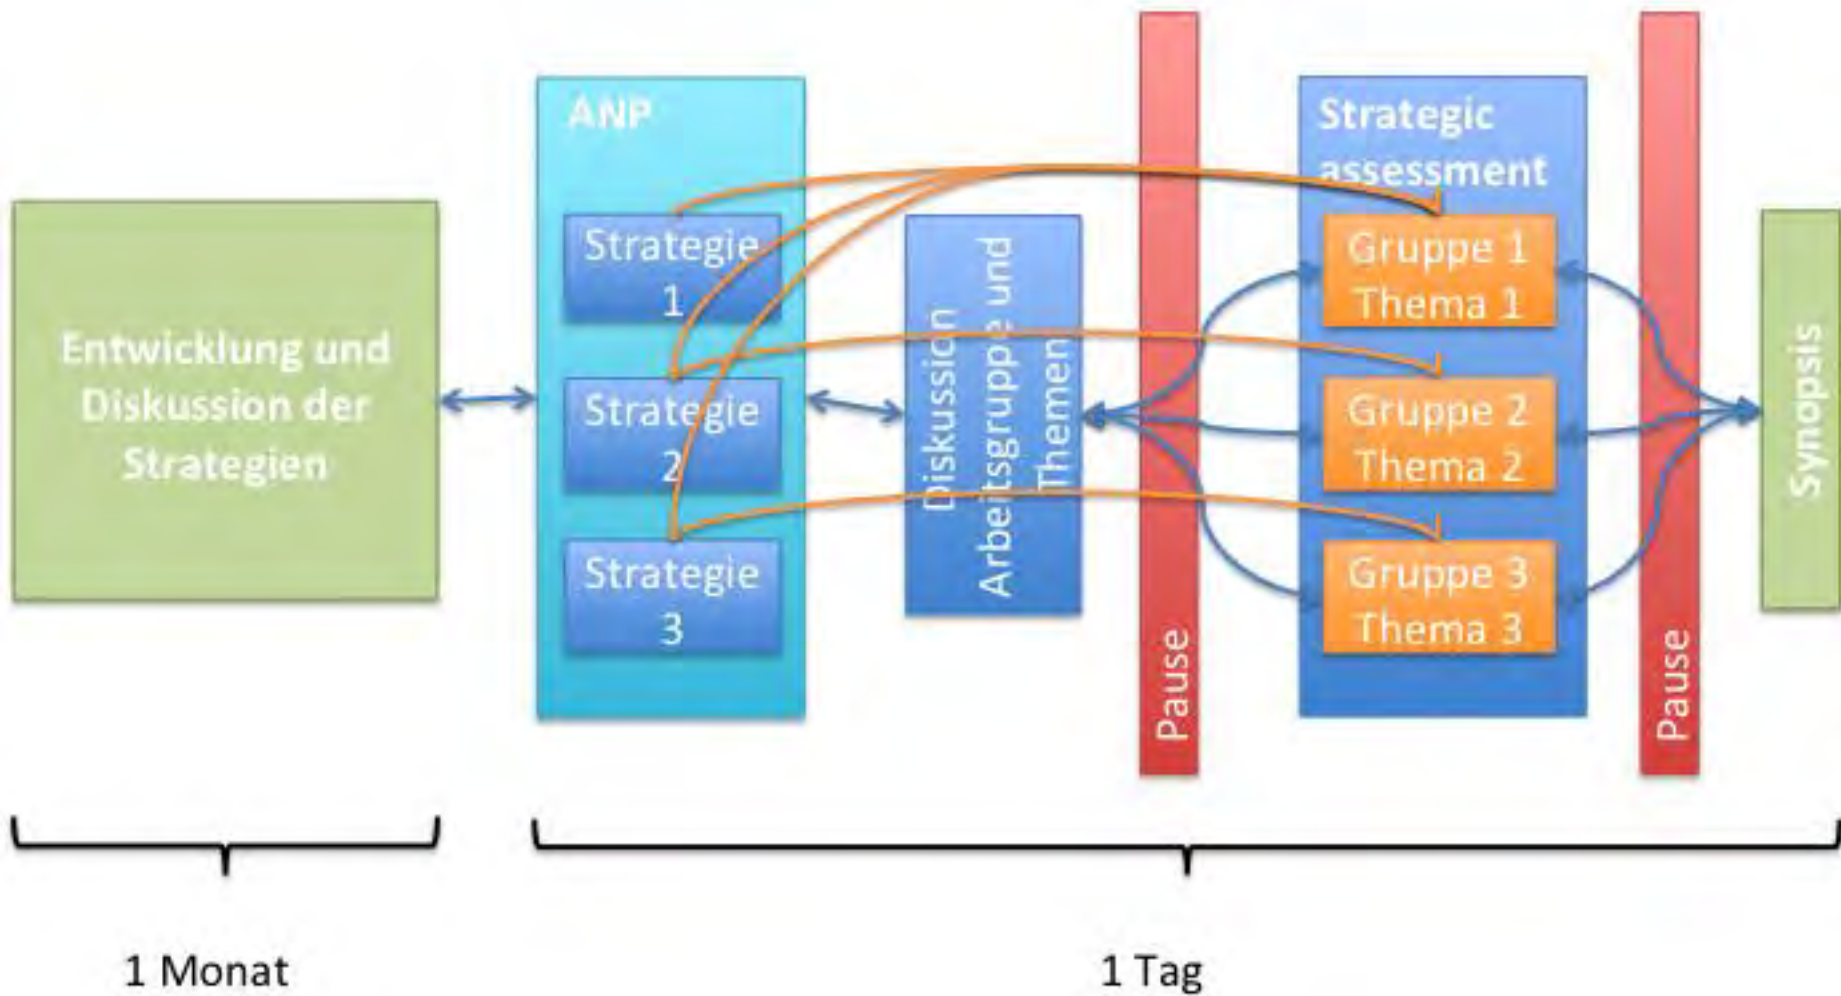 Entwicklung und
Diskussion der
Strategien
ANP
Strategie
1
Strategie
2
Strategie
3
Diskussion
Arbeitsgruppe und
Themen
Pause
Strategic
assessment
Gruppe 1
Thema 1
Gruppe 2
Thema 2
Gruppe 3
Thema 3
Pause
Synopsis
1 Monat
1 Tag